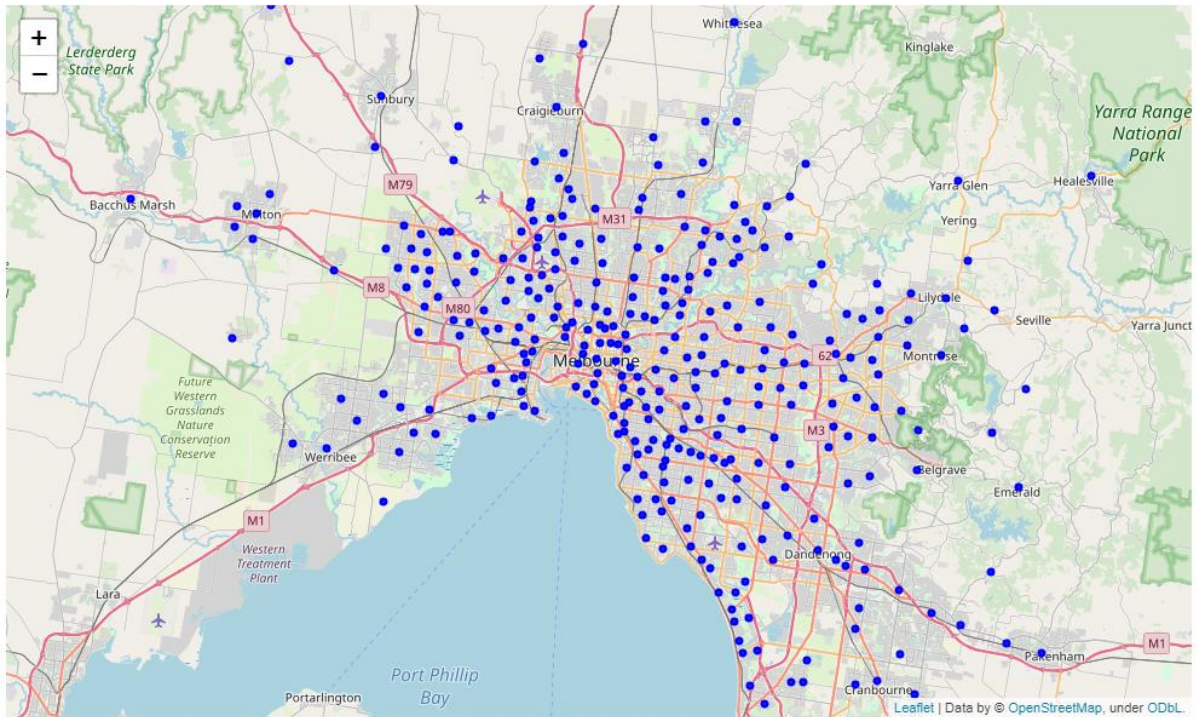 +
−
Lerderderg
State Park
Whittlesea
Kinglake
Sunbury
Craigieburn
Yarra Range
National
Park
M79
Yarra Glen
Healesville
Bacchus Marsh
Melton
M31
Yering
M8
M80
Lilydale
Seville
Yarra Junct
Melbourne
62
Montrose
Future
Western
Grasslands
Nature
Conservation
Reserve
M3
Werribee
Belgrave
Emerald
M1
Western
Treatment
Plant
Dandenong
Lara
M1
Pakenham
Port Phillip
Bay
Portarlington
Cranbourne
Leaflet | Data by © OpenStreetMap, under ODbL.